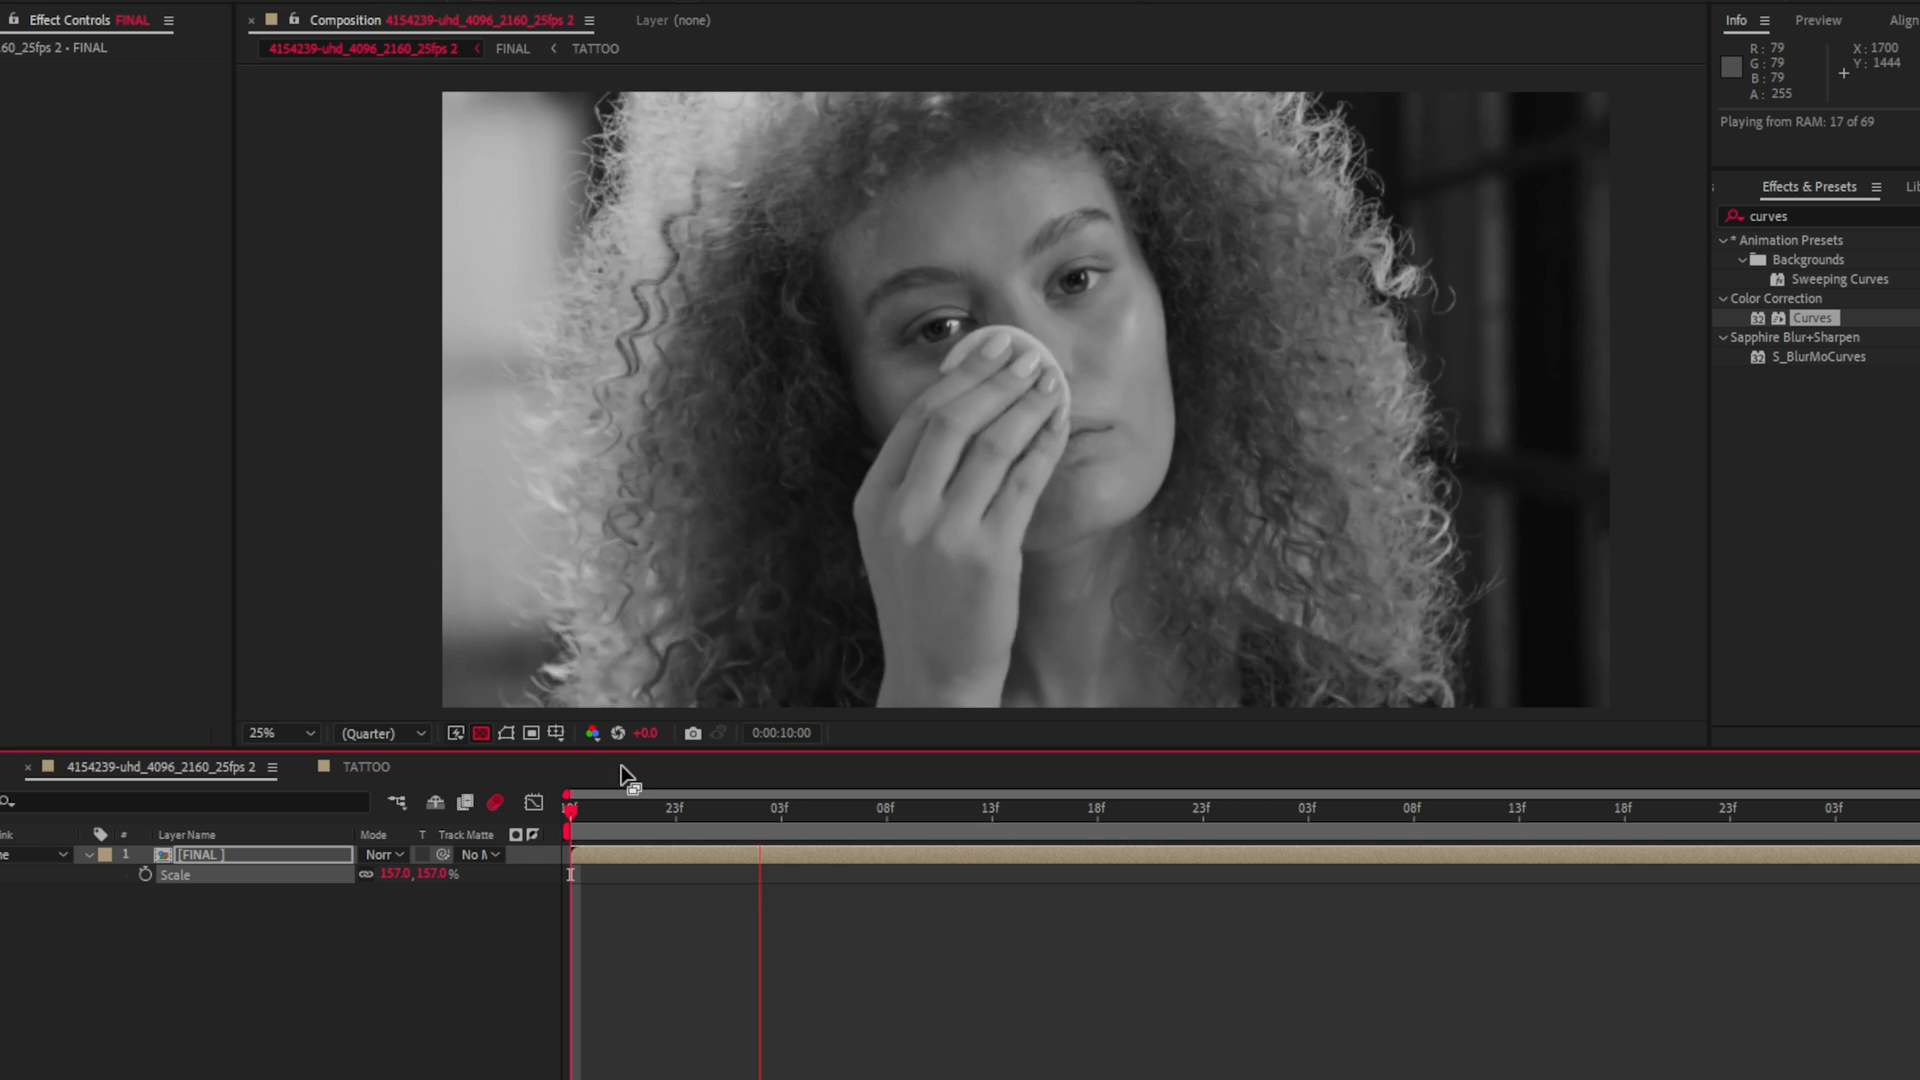 Effect Controls FINAL
60_25fps 2 • FINAL
Composition 4154239-uhd_4096_2160_25fps 2
Layer (none)
4154239-uhd_4096_2160_25fps 2 FINAL TATTOO
Info Preview Align
R: 79
G: 79
B: 79
A: 255
X: 1700
Y: 1444
Playing from RAM: 17 of 69
Effects & Presets
curves
* Animation Presets
Backgrounds
Sweeping Curves
Color Correction
Curves
Sapphire Blur+Sharpen
S_BlurMoCurves
25% (Quarter) +0.0 0:00:10:00
4154239-uhd_4096_2160_25fps 2 TATTOO
23f 03f 08f 13f 18f 23f 03f 08f 13f 18f 23f 03f
# Layer Name Mode T Track Matte
1 [FINAL ] Norr
Scale 157.0, 157.0 %